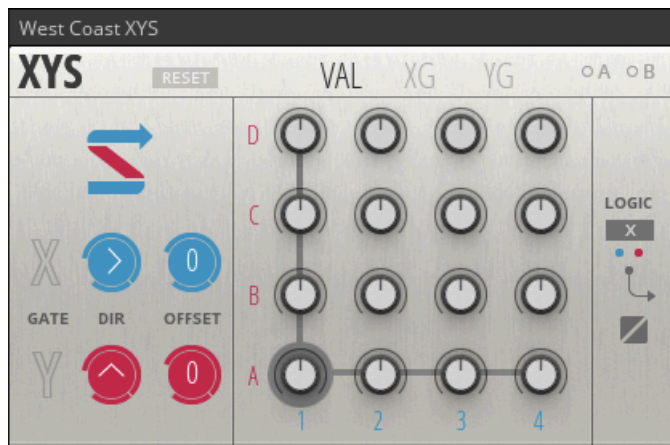 West Coast XYS
XYS RESET VAL XG YG A B
D
C
LOGIC
X
X 0
B
GATE DIR OFFSET
Y 0 A
1 2 3 4